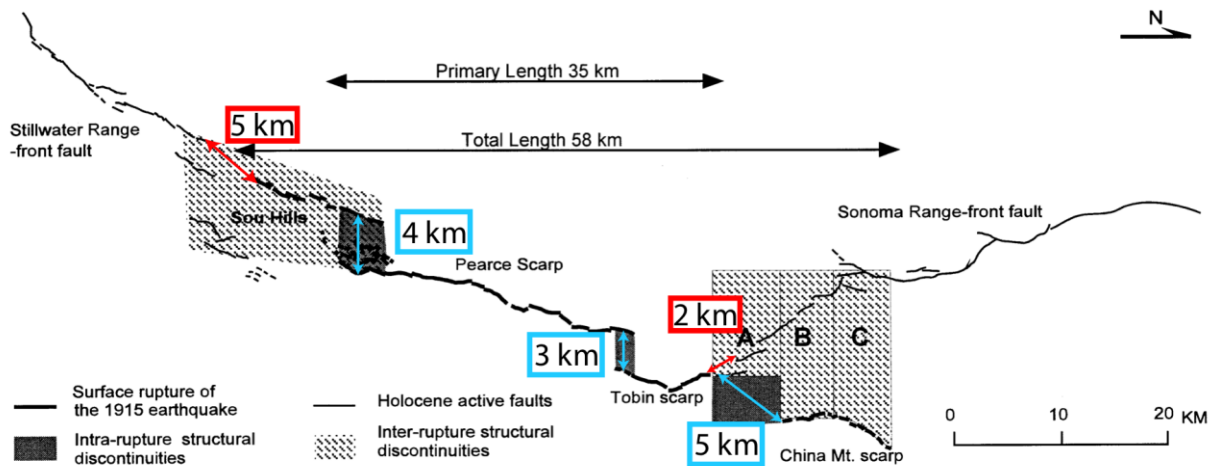 N
Primary Length 35 km
5 km
Stillwater Range
-front fault
Total Length 58 km
Sou Hills
4 km
Sonoma Range-front fault
Pearce Scarp
2 km
A
B
C
3 km
Tobin scarp
5 km
China Mt. scarp
Surface rupture of
the 1915 earthquake
Holocene active faults
Intra-rupture structural
discontinuities
Inter-rupture structural
discontinuities
0 10 20 KM